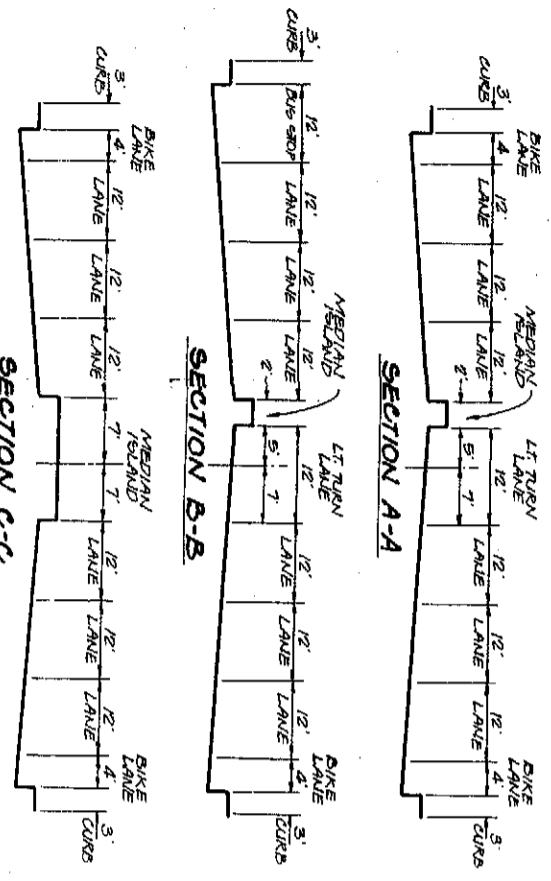 BIKE LANE MEDIAN ISLAND LT. TURN LANE BIKE LANE
3' 4' 12' 12' 12' 2' 12' 12' 12' 12' 4' 3'
CURB LANE LANE LANE 5' 7' LANE LANE LANE CURB
SECTION A-A
MEDIAN ISLAND LT. TURN LANE BIKE LANE
3' 12' 12' 12' 12' 2' 12' 12' 12' 12' 4' 3'
CURB BUS STOP LANE LANE LANE 5' 7' LANE LANE LANE CURB
SECTION B-B
BIKE LANE MEDIAN ISLAND BIKE LANE
3' 4' 12' 12' 12' 7' 7' 12' 12' 12' 4' 3'
CURB LANE LANE LANE LANE LANE LANE CURB
SECTION C-C